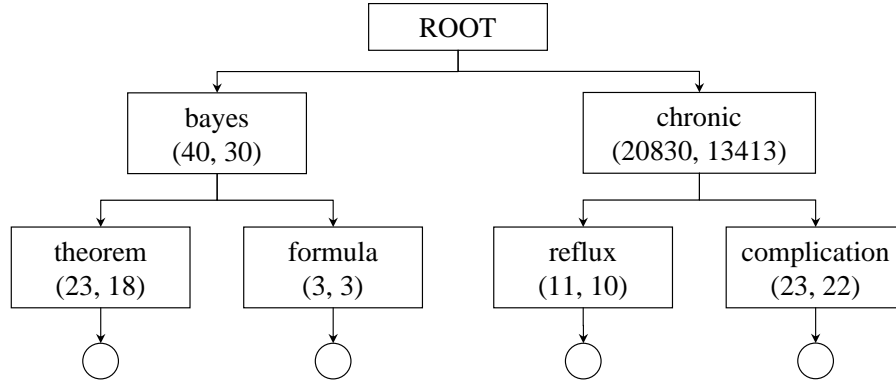 ROOT
bayes
(40, 30)
chronic
(20830, 13413)
theorem
(23, 18)
formula
(3, 3)
reflux
(11, 10)
complication
(23, 22)